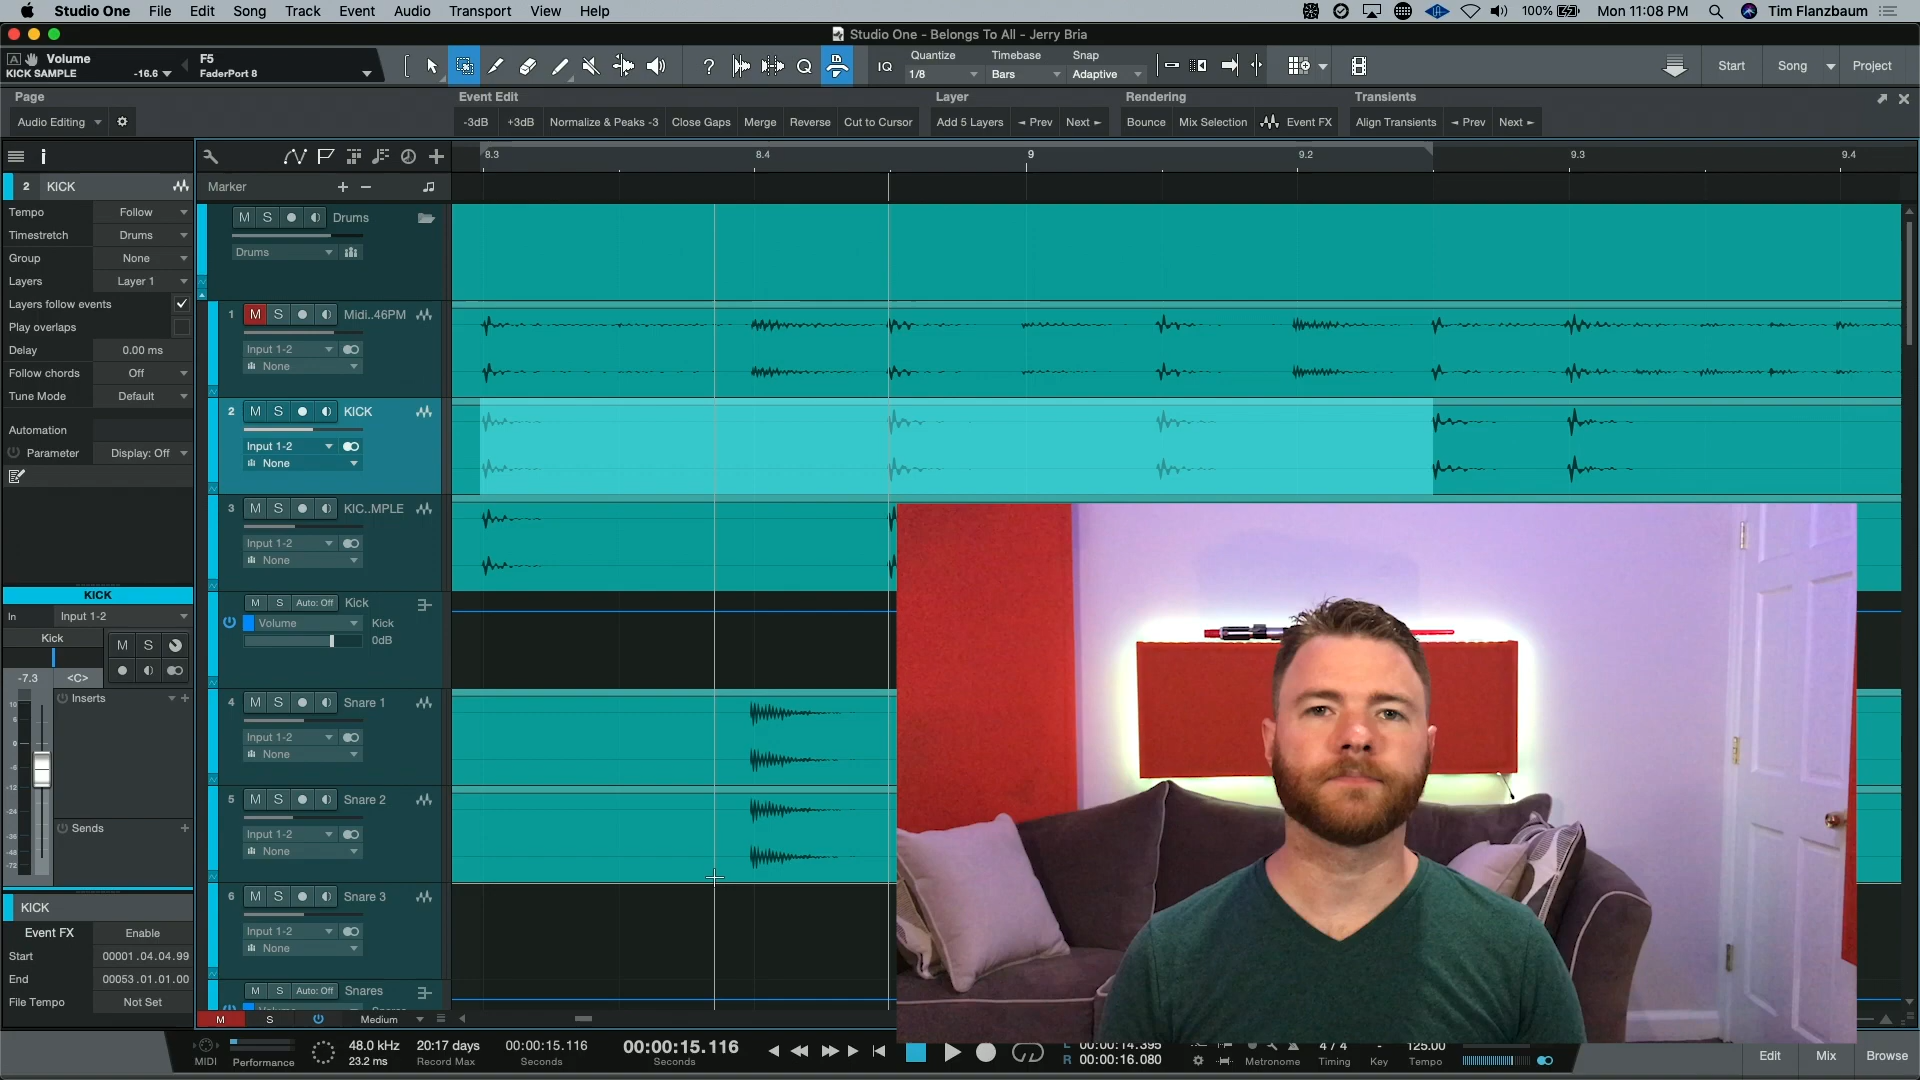 Studio One File Edit Song Track Event Audio Transport View Help
100% Mon 11:08 PM Tim Flanzbaum
Studio One - Belongs To All - Jerry Bria
Volume
KICK SAMPLE -16.6
F5
FaderPort 8
IQ
Quantize Timebase Snap
1/8 Bars Adaptive
Start Song Project
Page Event Edit Layer Rendering Transients
Audio Editing -3dB +3dB Normalize & Peaks -3 Close Gaps Merge Reverse Cut to Cursor Add 5 Layers Prev Next Bounce Mix Selection Event FX Align Transients Prev Next
8.3 8.4 9 9.2 9.3 9.4
Marker
2 KICK
Tempo Follow
Timestretch Drums
Group None
Layers Layer 1
Layers follow events
Play overlaps
Delay 0.00 ms
Follow chords Off
Tune Mode Default
Automation
Parameter Display: Off
M S Drums
Drums
1 M S Midi..46PM
Input 1-2
None
2 M S KICK
Input 1-2
None
3 M S KIC..MPLE
Input 1-2
None
M S Auto: Off Kick
Volume Kick
0dB
4 M S Snare 1
Input 1-2
None
5 M S Snare 2
Input 1-2
None
6 M S Snare 3
Input 1-2
None
M S Auto: Off Snares
M S Medium
KICK
In Input 1-2
Kick M S
-7.3 <C>
Inserts
Sends
KICK
Event FX Enable
Start 00001.04.04.99
End 00053.01.01.00
File Tempo Not Set
MIDI Performance
48.0 kHz
23.2 ms
20:17 days
Record Max
00:00:15.116
Seconds
00:00:15.116
Seconds
L 00:00:14.395
R 00:00:16.080
Metronome
4 / 4
Timing
-
Key
125.00
Tempo
Edit Mix Browse